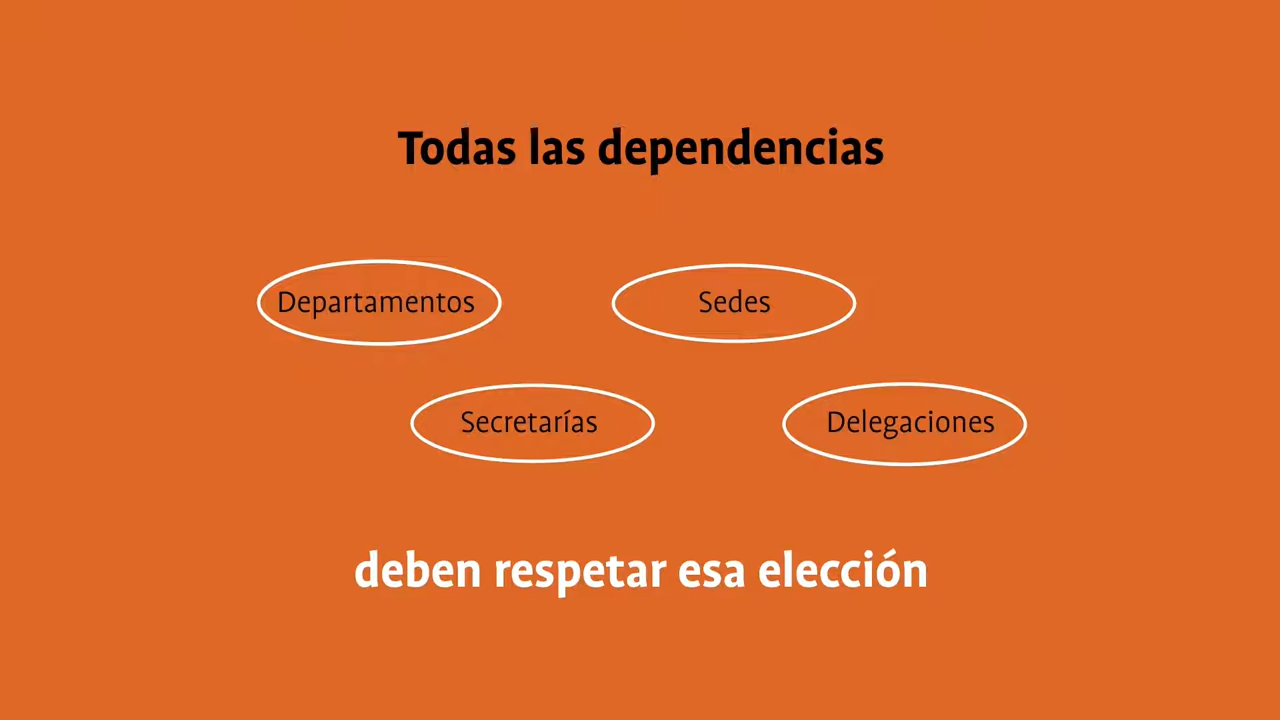 Todas las dependencias
Departamentos
Sedes
Secretarías
Delegaciones
deben respetar esa elección